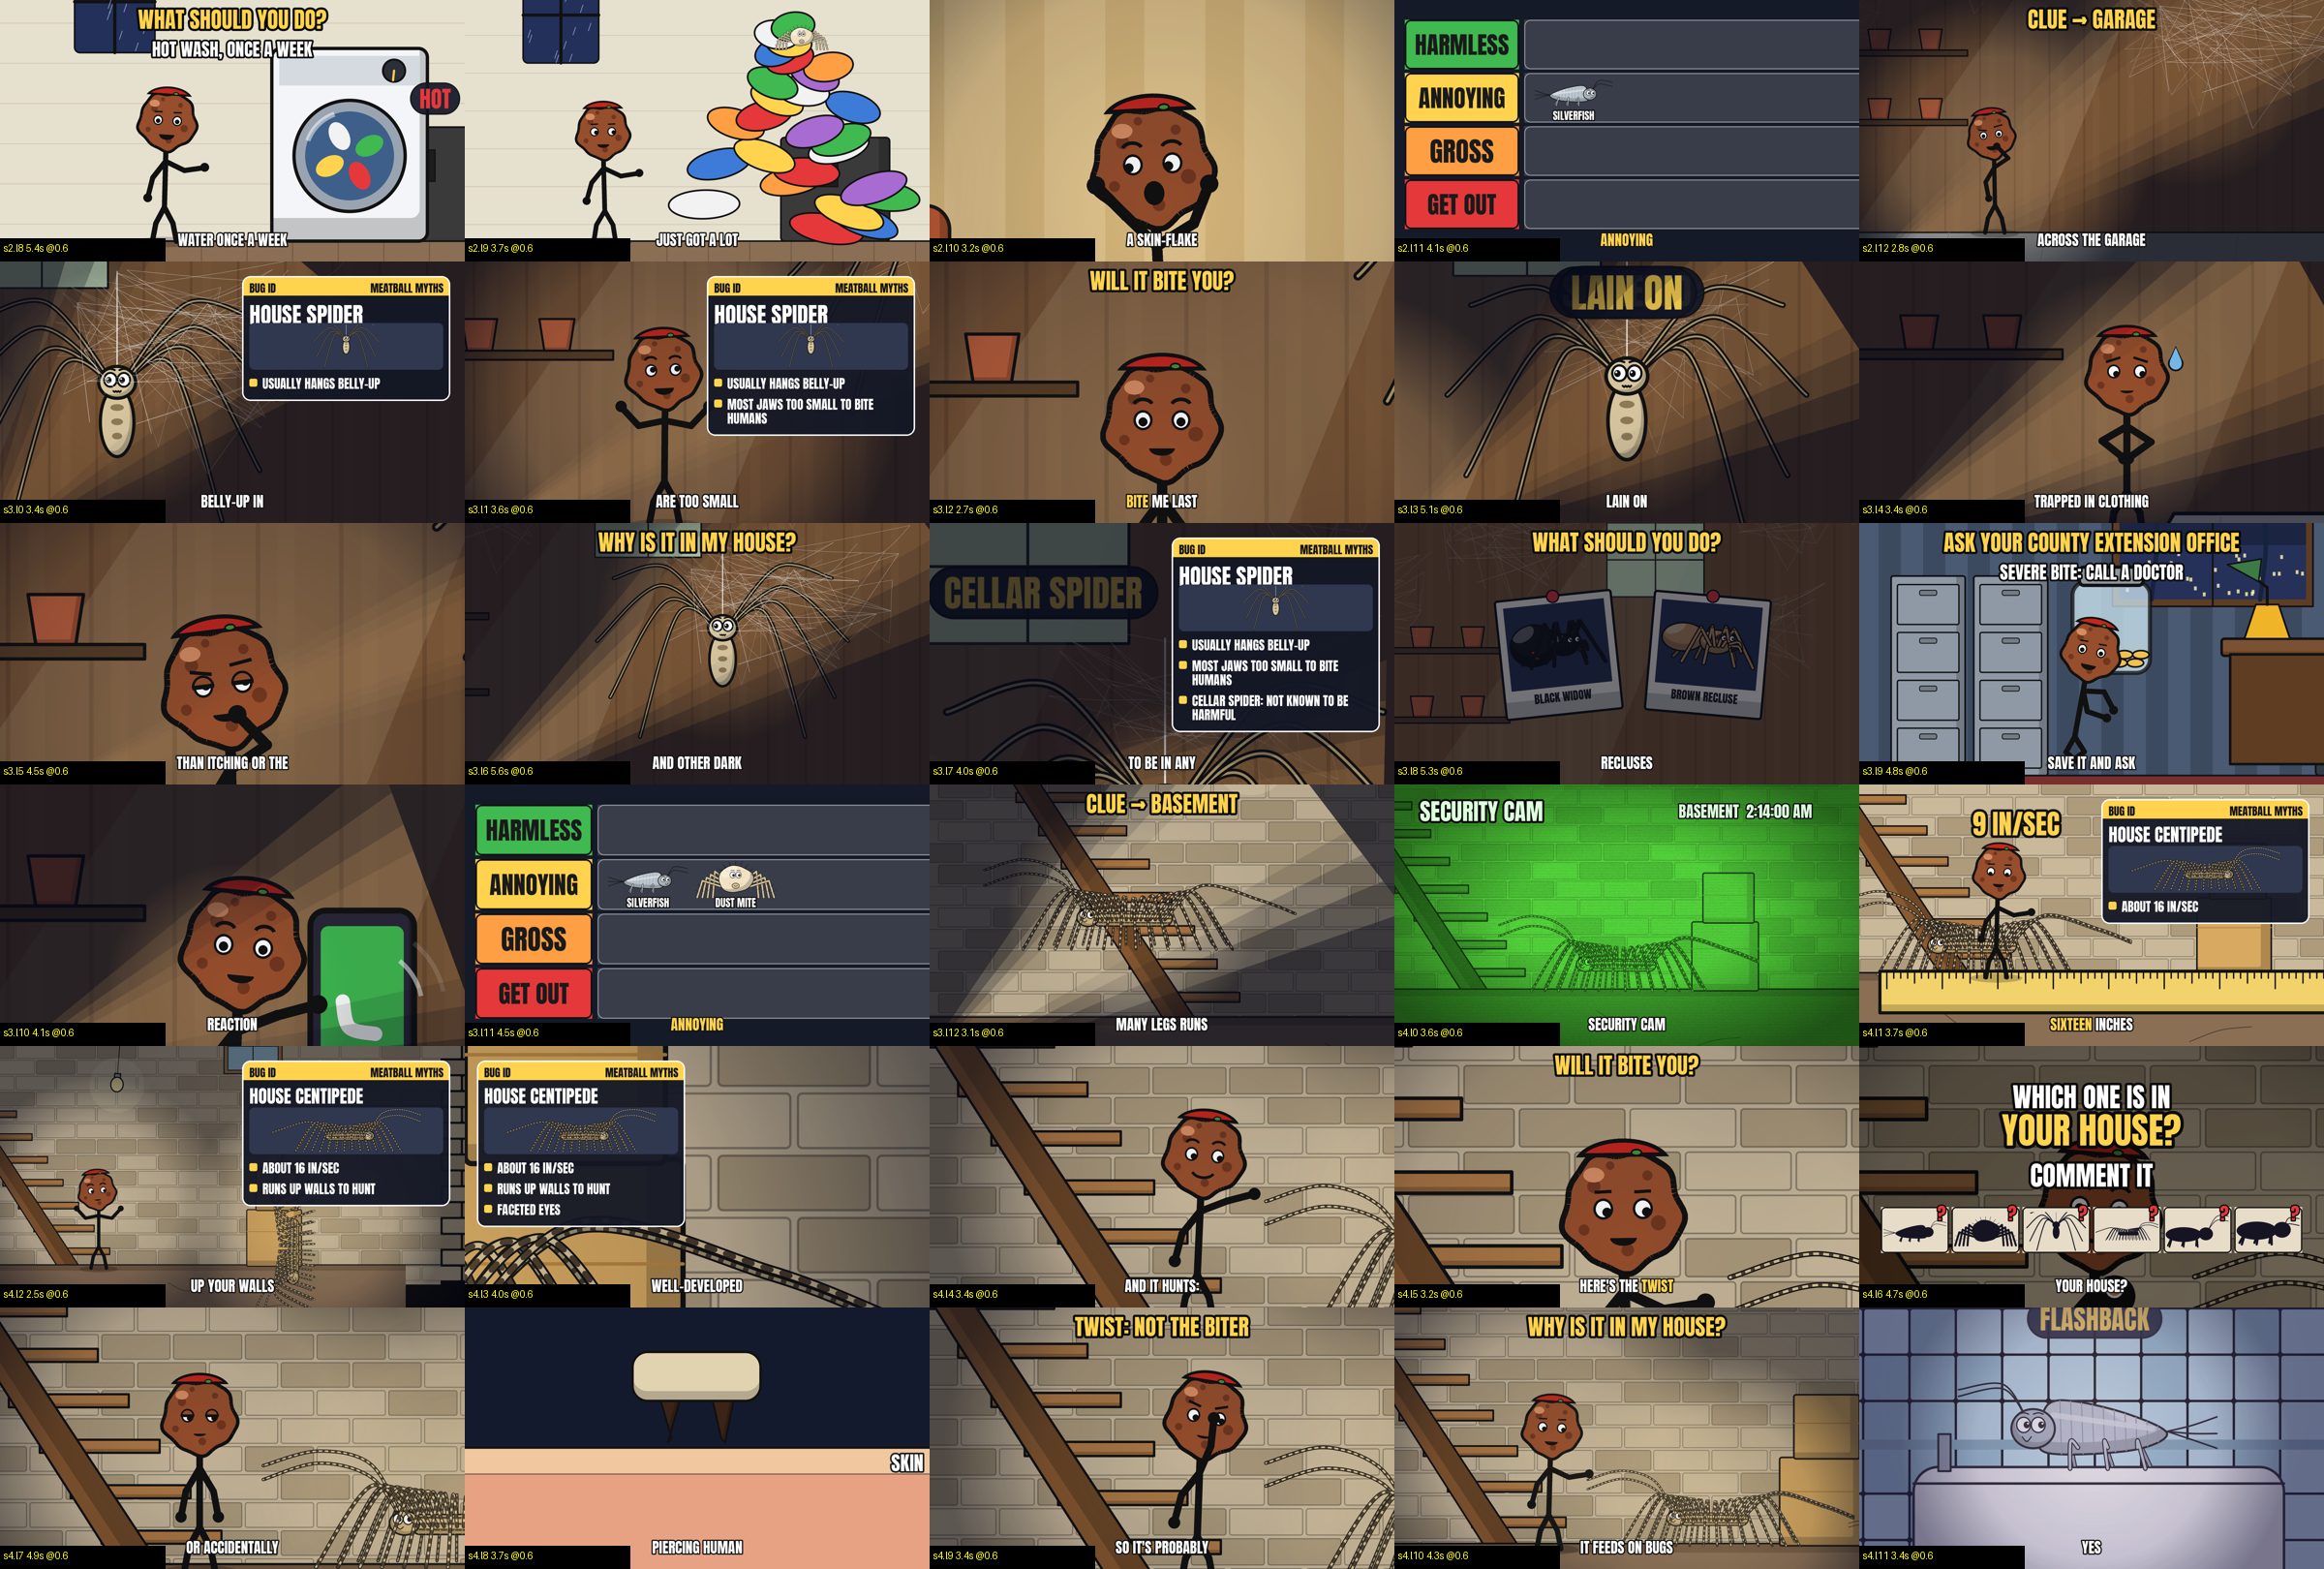 WHAT SHOULD YOU DO?
HOT WASH, ONCE A WEEK
HOT
WATER ONCE A WEEK
s2.l8 5.4s @0.6
JUST GOT A LOT
s2.l9 3.7s @0.6
A SKIN-FLAKE
s2.l10 3.2s @0.6
HARMLESS
ANNOYING
SILVERFISH
GROSS
GET OUT
ANNOYING
s2.l11 4.1s @0.6
CLUE → GARAGE
ACROSS THE GARAGE
s2.l12 2.8s @0.6
BUG ID MEATBALL MYTHS
HOUSE SPIDER
USUALLY HANGS BELLY-UP
BELLY-UP IN
s3.l0 3.4s @0.6
BUG ID MEATBALL MYTHS
HOUSE SPIDER
USUALLY HANGS BELLY-UP
MOST JAWS TOO SMALL TO BITE
HUMANS
ARE TOO SMALL
s3.l1 3.6s @0.6
WILL IT BITE YOU?
BITE ME LAST
s3.l2 2.7s @0.6
LAIN ON
LAIN ON
s3.l3 5.1s @0.6
TRAPPED IN CLOTHING
s3.l4 3.4s @0.6
THAN ITCHING OR THE
s3.l5 4.5s @0.6
WHY IS IT IN MY HOUSE?
AND OTHER DARK
s3.l6 5.6s @0.6
CELLAR SPIDER
BUG ID MEATBALL MYTHS
HOUSE SPIDER
USUALLY HANGS BELLY-UP
MOST JAWS TOO SMALL TO BITE
HUMANS
CELLAR SPIDER: NOT KNOWN TO BE
HARMFUL
TO BE IN ANY
s3.l7 4.0s @0.6
WHAT SHOULD YOU DO?
BLACK WIDOW
BROWN RECLUSE
RECLUSES
s3.l8 5.3s @0.6
ASK YOUR COUNTY EXTENSION OFFICE
SEVERE BITE: CALL A DOCTOR
SAVE IT AND ASK
s3.l9 4.8s @0.6
REACTION
s3.l10 4.1s @0.6
HARMLESS
ANNOYING
SILVERFISH
DUST MITE
GROSS
GET OUT
ANNOYING
s3.l11 4.5s @0.6
CLUE → BASEMENT
MANY LEGS RUNS
s3.l12 3.1s @0.6
SECURITY CAM
BASEMENT 2:14:00 AM
SECURITY CAM
s4.l0 3.6s @0.6
9 IN/SEC
BUG ID MEATBALL MYTHS
HOUSE CENTIPEDE
ABOUT 16 IN/SEC
SIXTEEN INCHES
s4.l1 3.7s @0.6
BUG ID MEATBALL MYTHS
HOUSE CENTIPEDE
ABOUT 16 IN/SEC
RUNS UP WALLS TO HUNT
UP YOUR WALLS
s4.l2 2.5s @0.6
BUG ID MEATBALL MYTHS
HOUSE CENTIPEDE
ABOUT 16 IN/SEC
RUNS UP WALLS TO HUNT
FACETED EYES
WELL-DEVELOPED
s4.l3 4.0s @0.6
AND IT HUNTS:
s4.l4 3.4s @0.6
WILL IT BITE YOU?
HERE'S THE TWIST
s4.l5 3.2s @0.6
WHICH ONE IS IN
YOUR HOUSE?
COMMENT IT
? ? ? ? ? ?
YOUR HOUSE?
s4.l6 4.7s @0.6
OR ACCIDENTALLY
s4.l7 4.9s @0.6
SKIN
PIERCING HUMAN
s4.l8 3.7s @0.6
TWIST: NOT THE BITER
SO IT'S PROBABLY
s4.l9 3.4s @0.6
WHY IS IT IN MY HOUSE?
IT FEEDS ON BUGS
s4.l10 4.3s @0.6
FLASHBACK
YES
s4.l11 3.4s @0.6